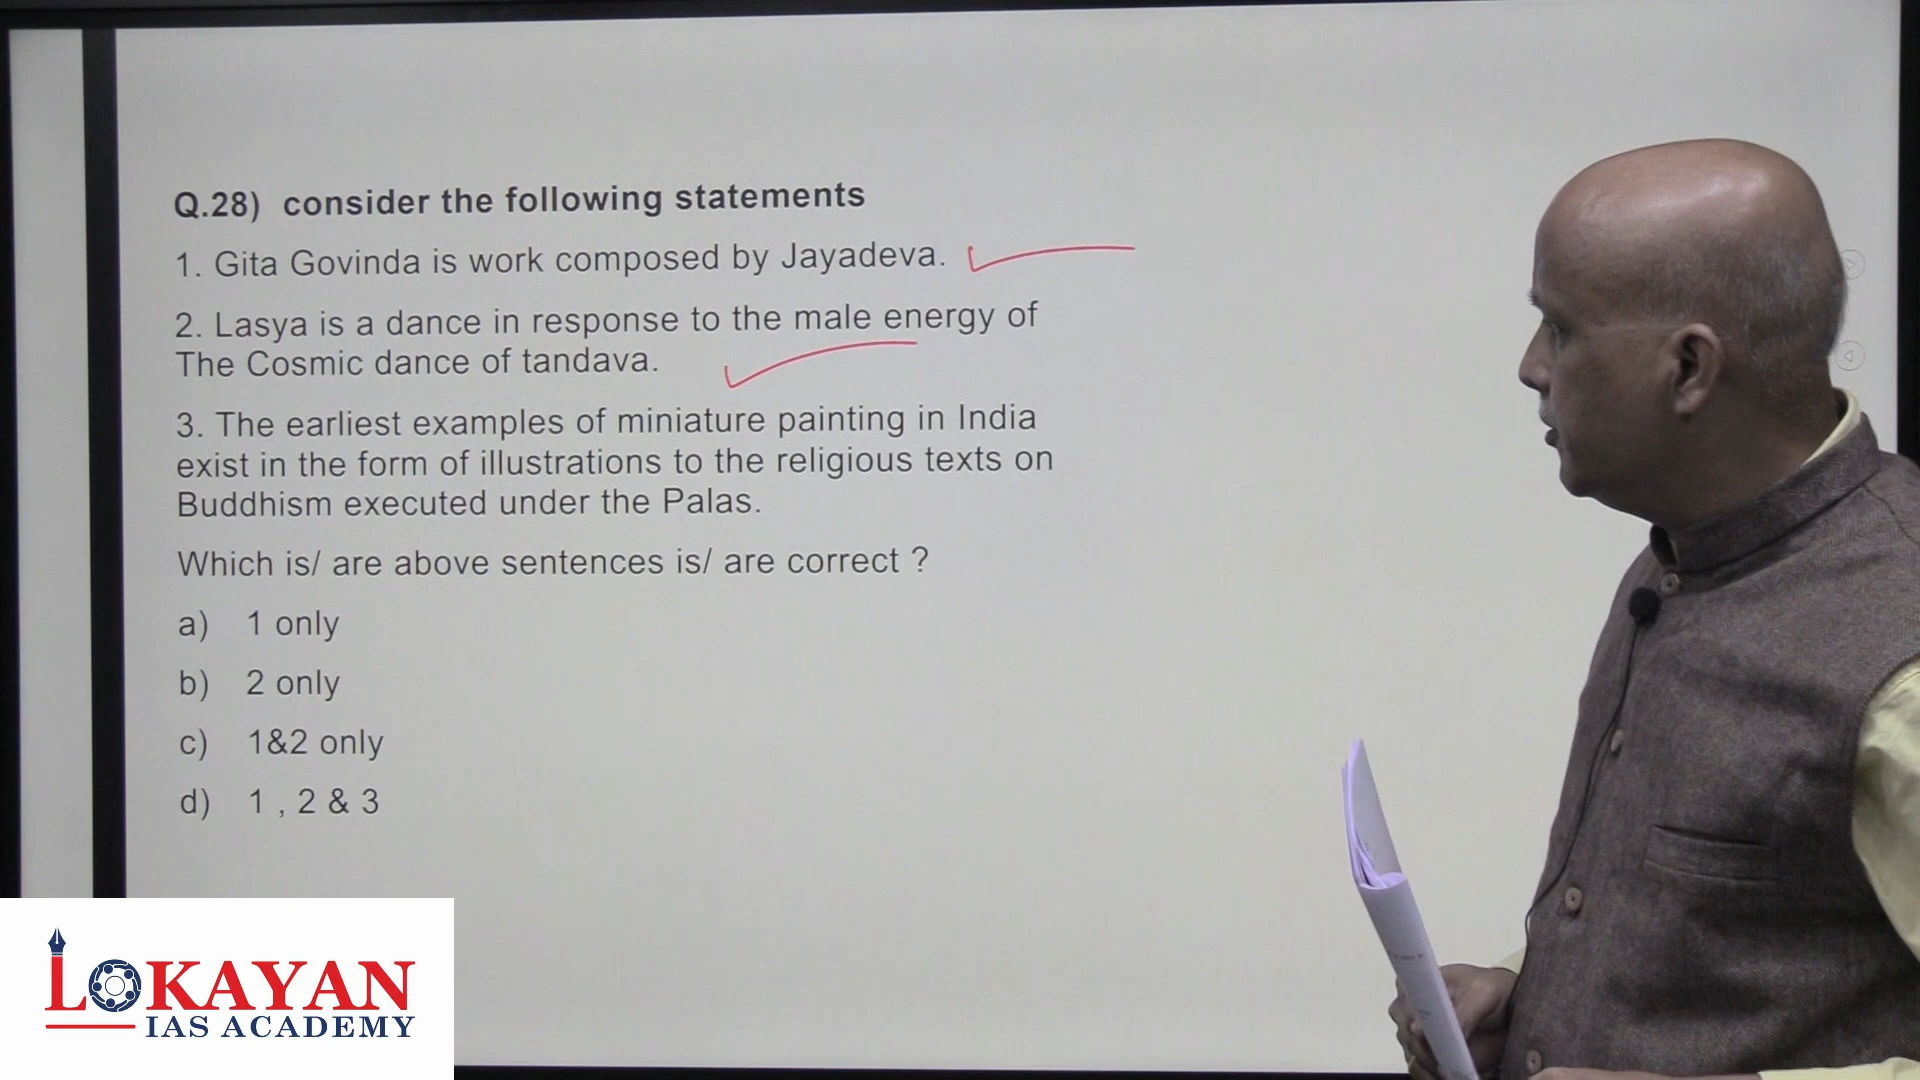 Q.28) consider the following statements
1. Gita Govinda is work composed by Jayadeva.
2. Lasya is a dance in response to the male energy of
The Cosmic dance of tandava.
3. The earliest examples of miniature painting in India
exist in the form of illustrations to the religious texts on
Buddhism executed under the Palas.
Which is/ are above sentences is/ are correct ?
a) 1 only
b) 2 only
c) 1&2 only
d) 1 , 2 & 3
LOKAYAN
IAS ACADEMY